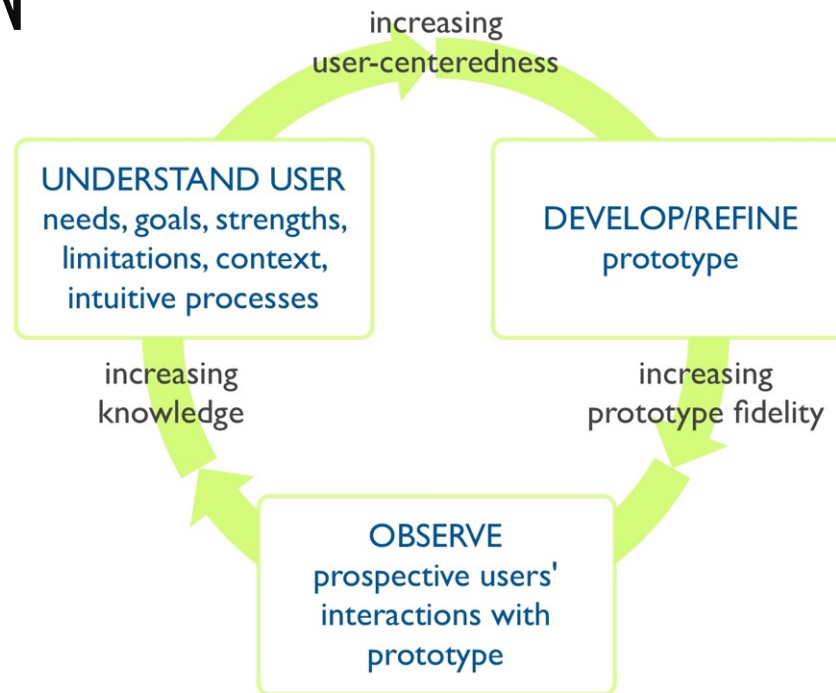 N
increasing
user-centeredness
UNDERSTAND USER
needs, goals, strengths,
limitations, context,
intuitive processes
DEVELOP/REFINE
prototype
increasing
knowledge
increasing
prototype fidelity
OBSERVE
prospective users'
interactions with
prototype